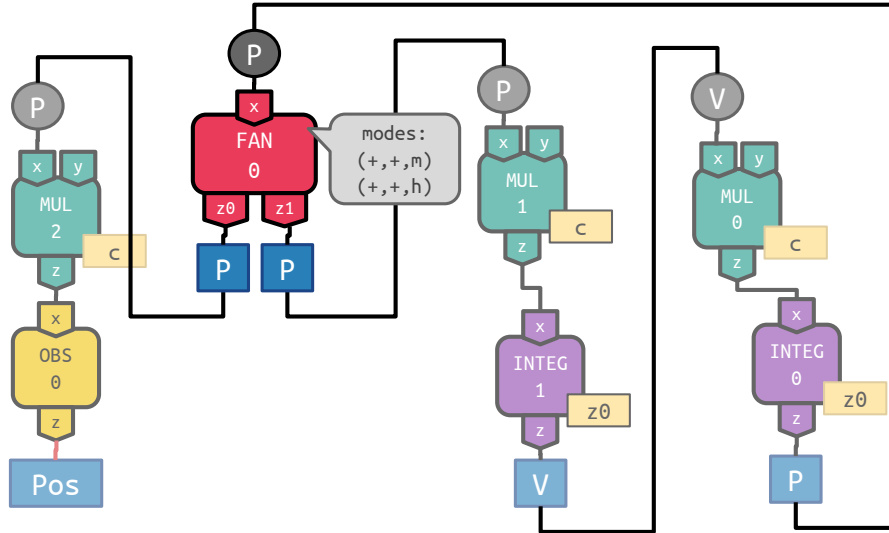 P
x
y
MUL
2
c
z
x
OBS
0
z
Pos
P
x
FAN
0
z0
z1
modes:
(+,+,m)
(+,+,h)
P
P
P
x
y
MUL
1
c
z
x
INTEG
1
z0
z
V
V
x
y
MUL
0
c
z
x
INTEG
0
z0
z
P